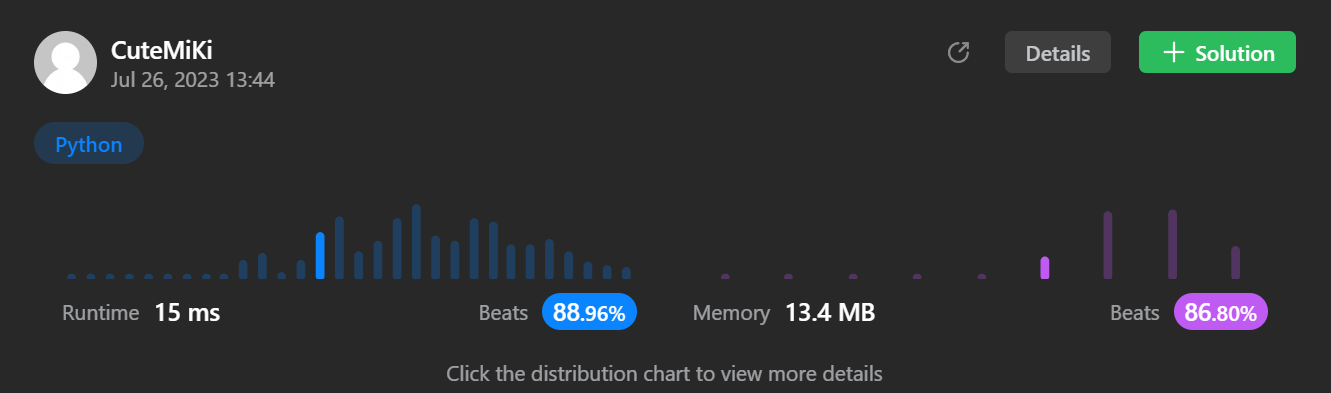 CuteMiKi
Jul 26, 2023 13:44
Details
Solution
Python
Runtime 15 ms Beats 88.96% Memory 13.4 MB Beats 86.80%
Click the distribution chart to view more details